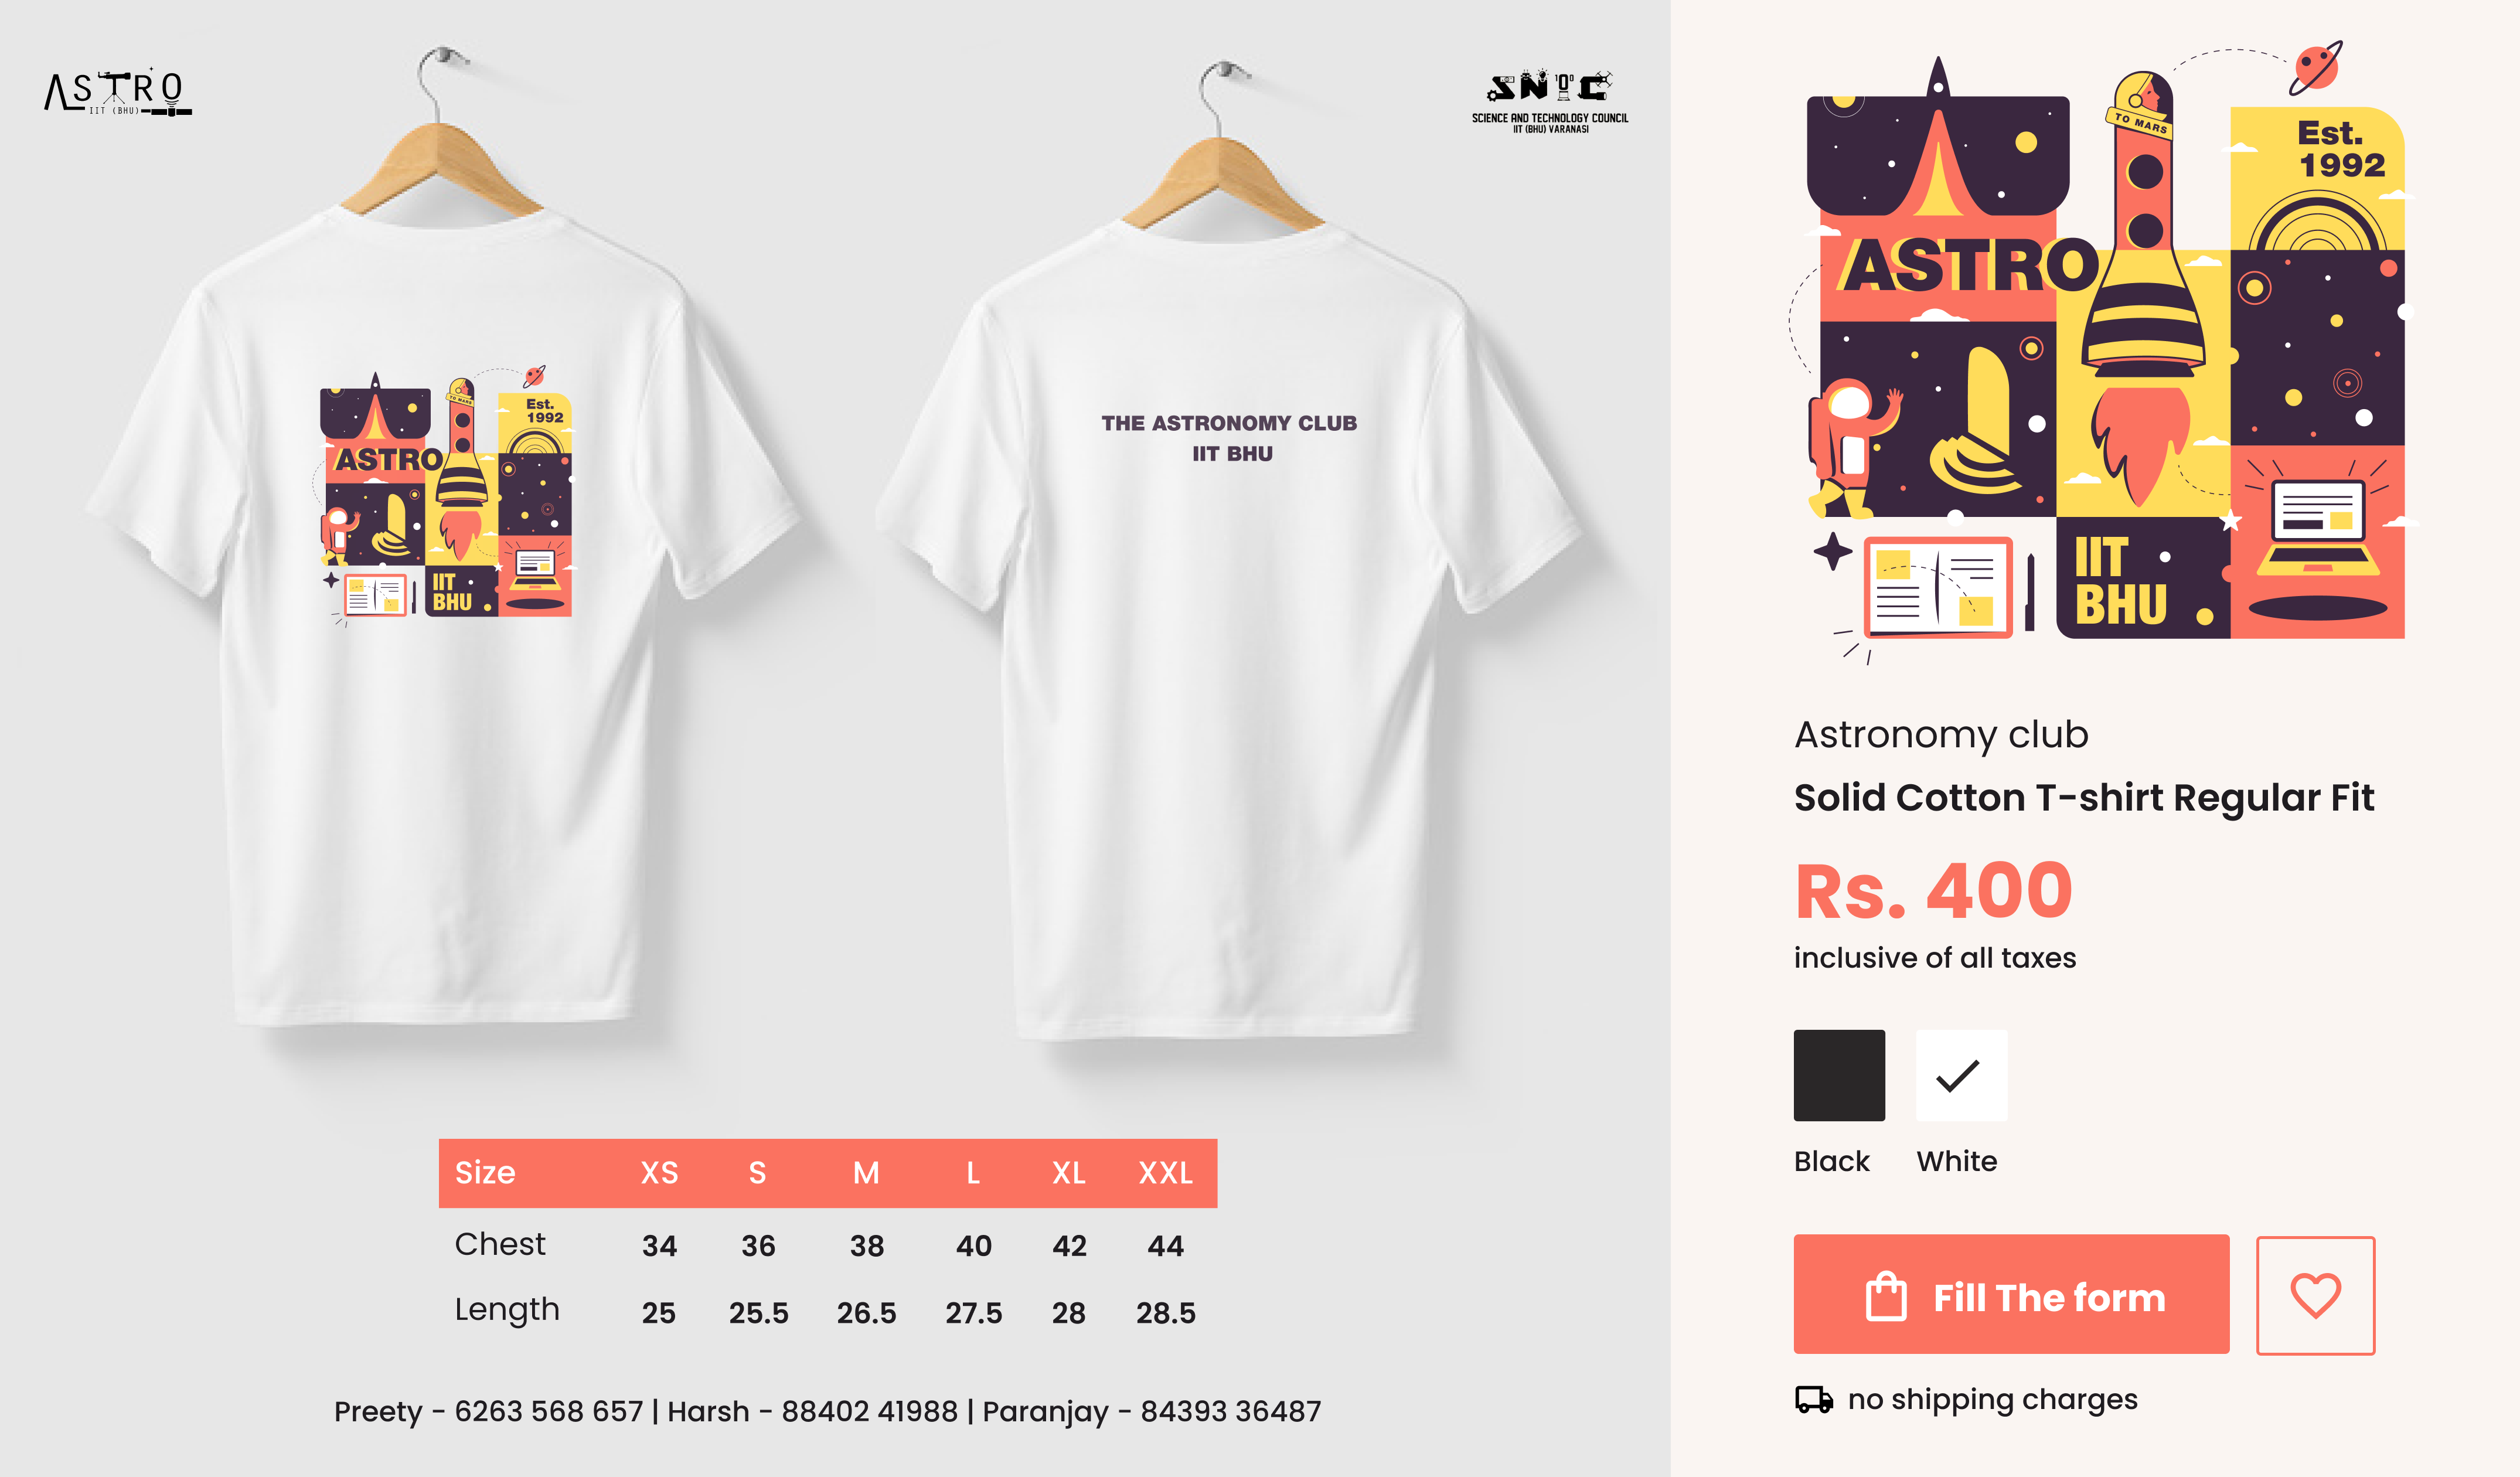 ASTRO
IIT (BHU)
SNTC
SCIENCE AND TECHNOLOGY COUNCIL
IIT (BHU) VARANASI
TO MARS
Est.
1992
ASTRO
IIT
BHU
THE ASTRONOMY CLUB
IIT BHU
TO MARS
Est.
1992
ASTRO
IIT
BHU
Astronomy club
Solid Cotton T-shirt Regular Fit
Rs. 400
inclusive of all taxes
Black White
Fill The form
no shipping charges
Size XS S M L XL XXL
Chest 34 36 38 40 42 44
Length 25 25.5 26.5 27.5 28 28.5
Preety - 6263 568 657 | Harsh - 88402 41988 | Paranjay - 84393 36487